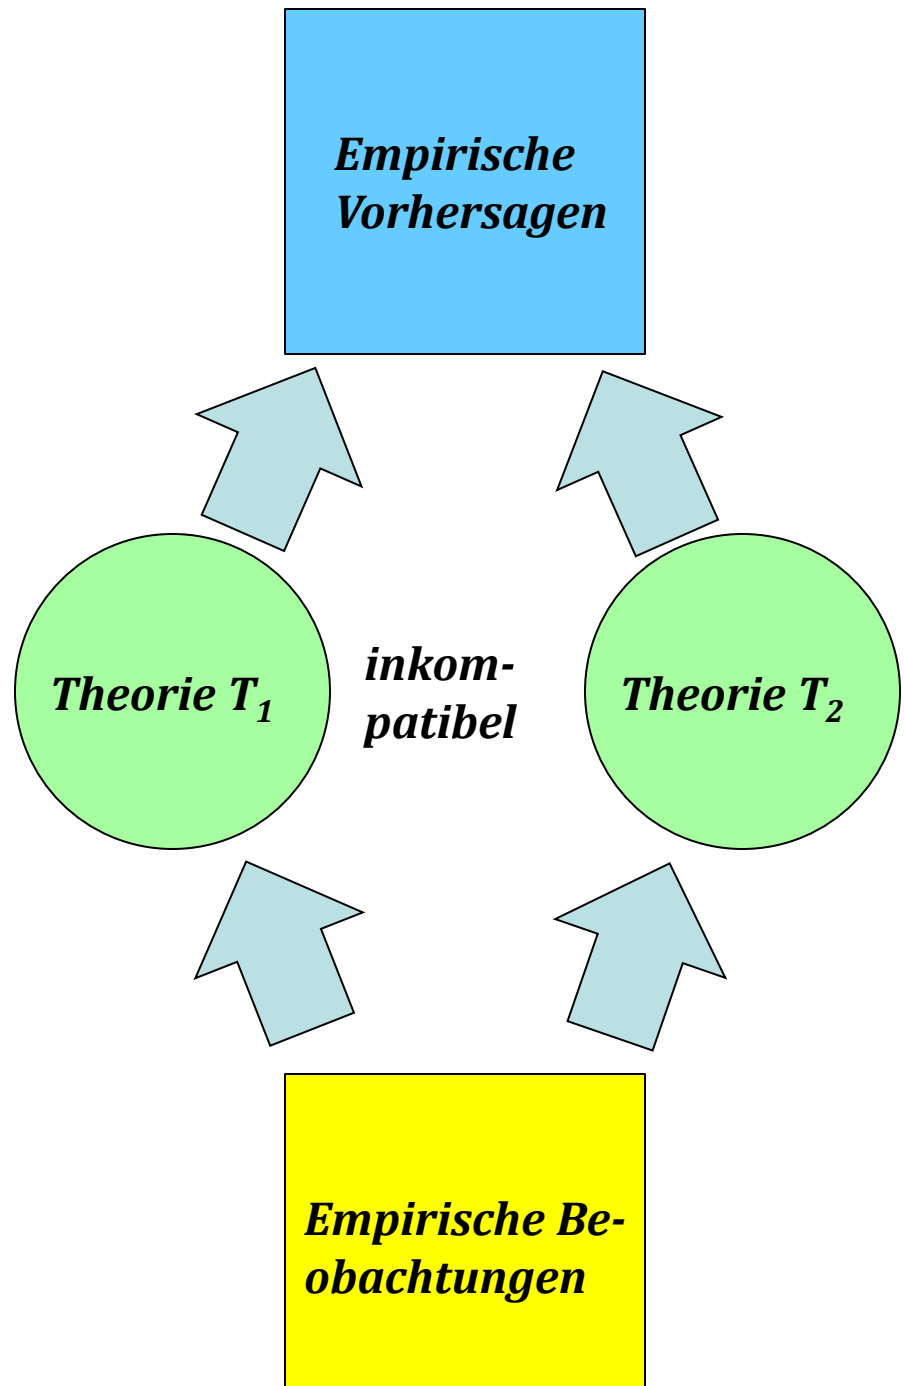 Empirische
Vorhersagen
Theorie T₁
inkom-
patibel
Theorie T₂
Empirische Be-
obachtungen